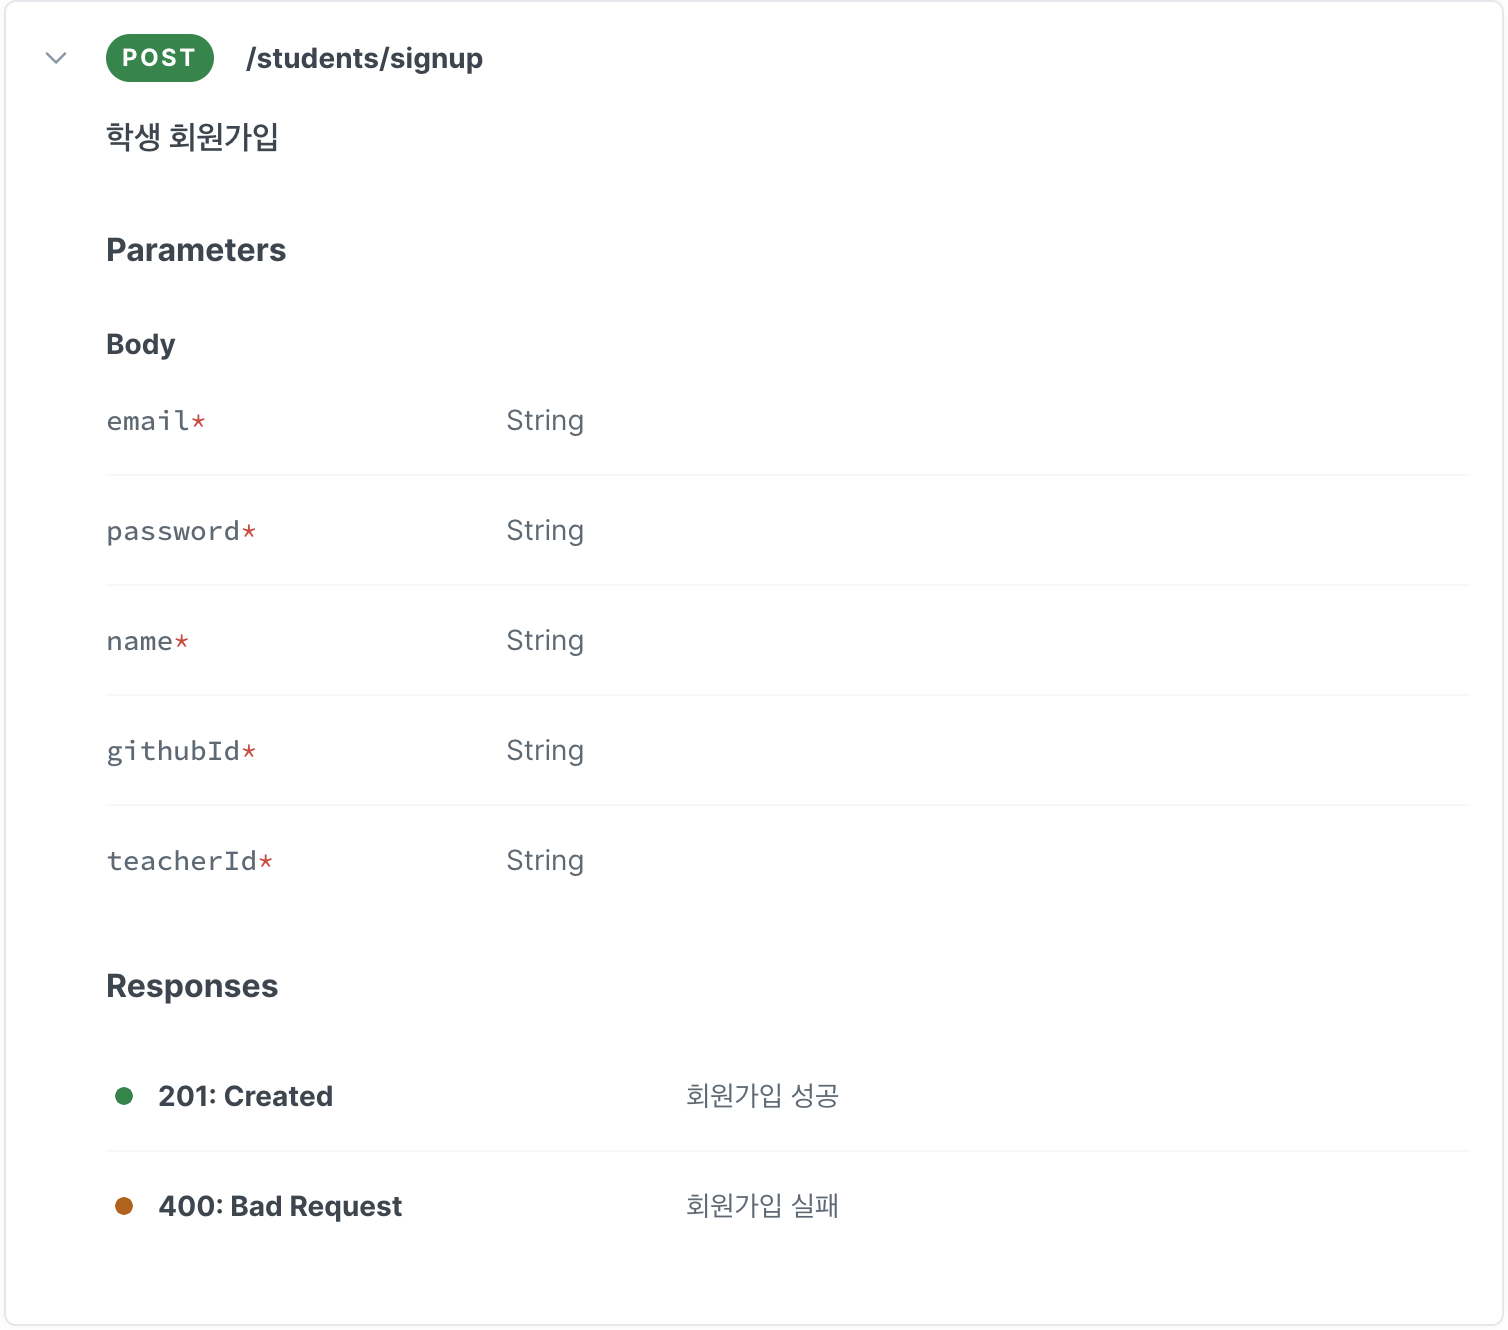 POST /students/signup
학생 회원가입
Parameters
Body
email* String
password* String
name* String
githubId* String
teacherId* String
Responses
201: Created 회원가입 성공
400: Bad Request 회원가입 실패